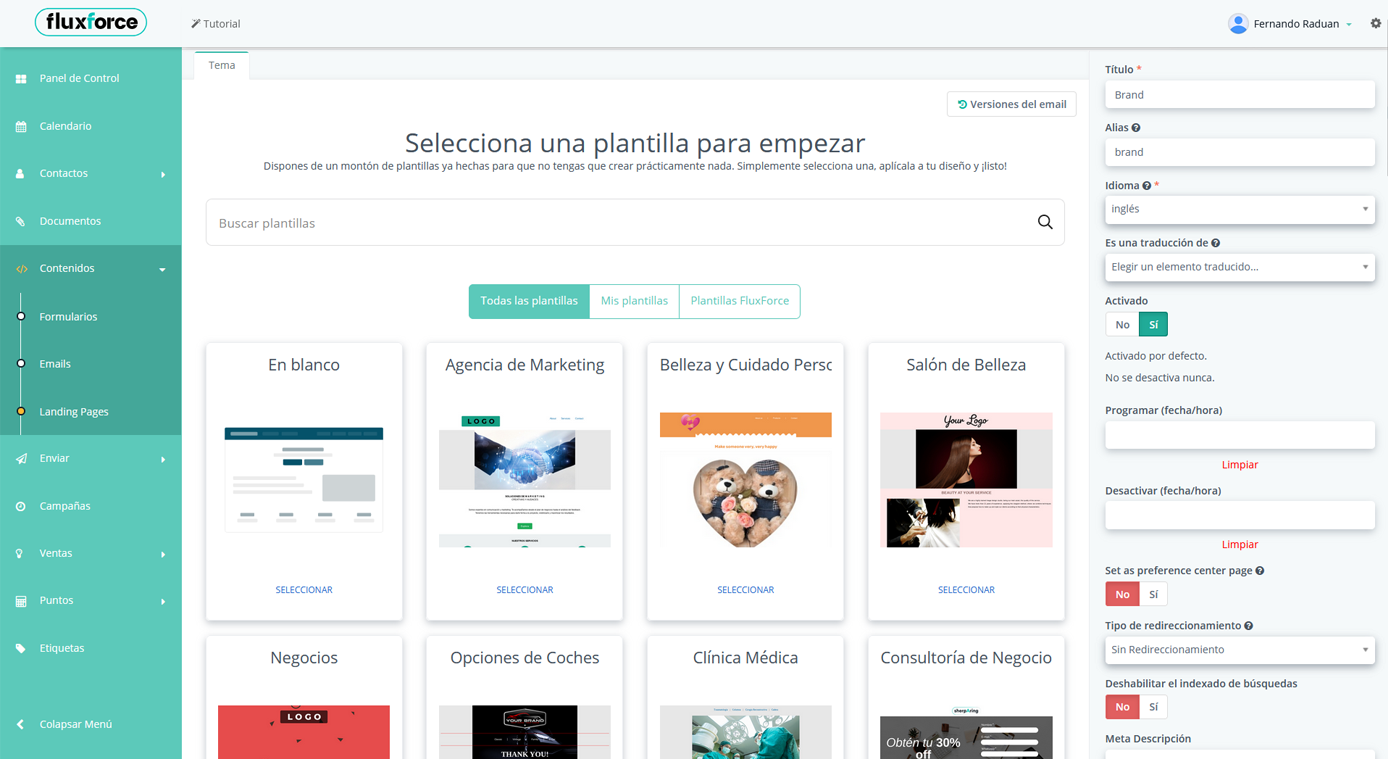 fluxforce
Tutorial
Fernando Raduan
Panel de Control
Calendario
Contactos
Documentos
Contenidos
Formularios
Emails
Landing Pages
Enviar
Campañas
Ventas
Puntos
Etiquetas
Colapsar Menú
Tema
Versiones del email
Selecciona una plantilla para empezar
Dispones de un montón de plantillas ya hechas para que no tengas que crear prácticamente nada. Simplemente selecciona una, aplícala a tu diseño y ¡listo!
Buscar plantillas
Todas las plantillas
Mis plantillas
Plantillas FluxForce
En blanco
SELECCIONAR
Agencia de Marketing
LOGO
SELECCIONAR
Belleza y Cuidado Persc
Make someone very, very happy.
SELECCIONAR
Salón de Belleza
Your Logo
BEAUTY AT YOUR SERVICE
SELECCIONAR
Negocios
LOGO
Opciones de Coches
YOUR BRAND
THANK YOU!
Clínica Médica
Consultoría de Negocio
Obtén tu 30%
off
Título *
Brand
Alias
brand
Idioma *
inglés
Es una traducción de
Elegir un elemento traducido...
Activado
No Sí
Activado por defecto.
No se desactiva nunca.
Programar (fecha/hora)
Limpiar
Desactivar (fecha/hora)
Limpiar
Set as preference center page
No Sí
Tipo de redireccionamiento
Sin Redireccionamiento
Deshabilitar el indexado de búsquedas
No Sí
Meta Descripción